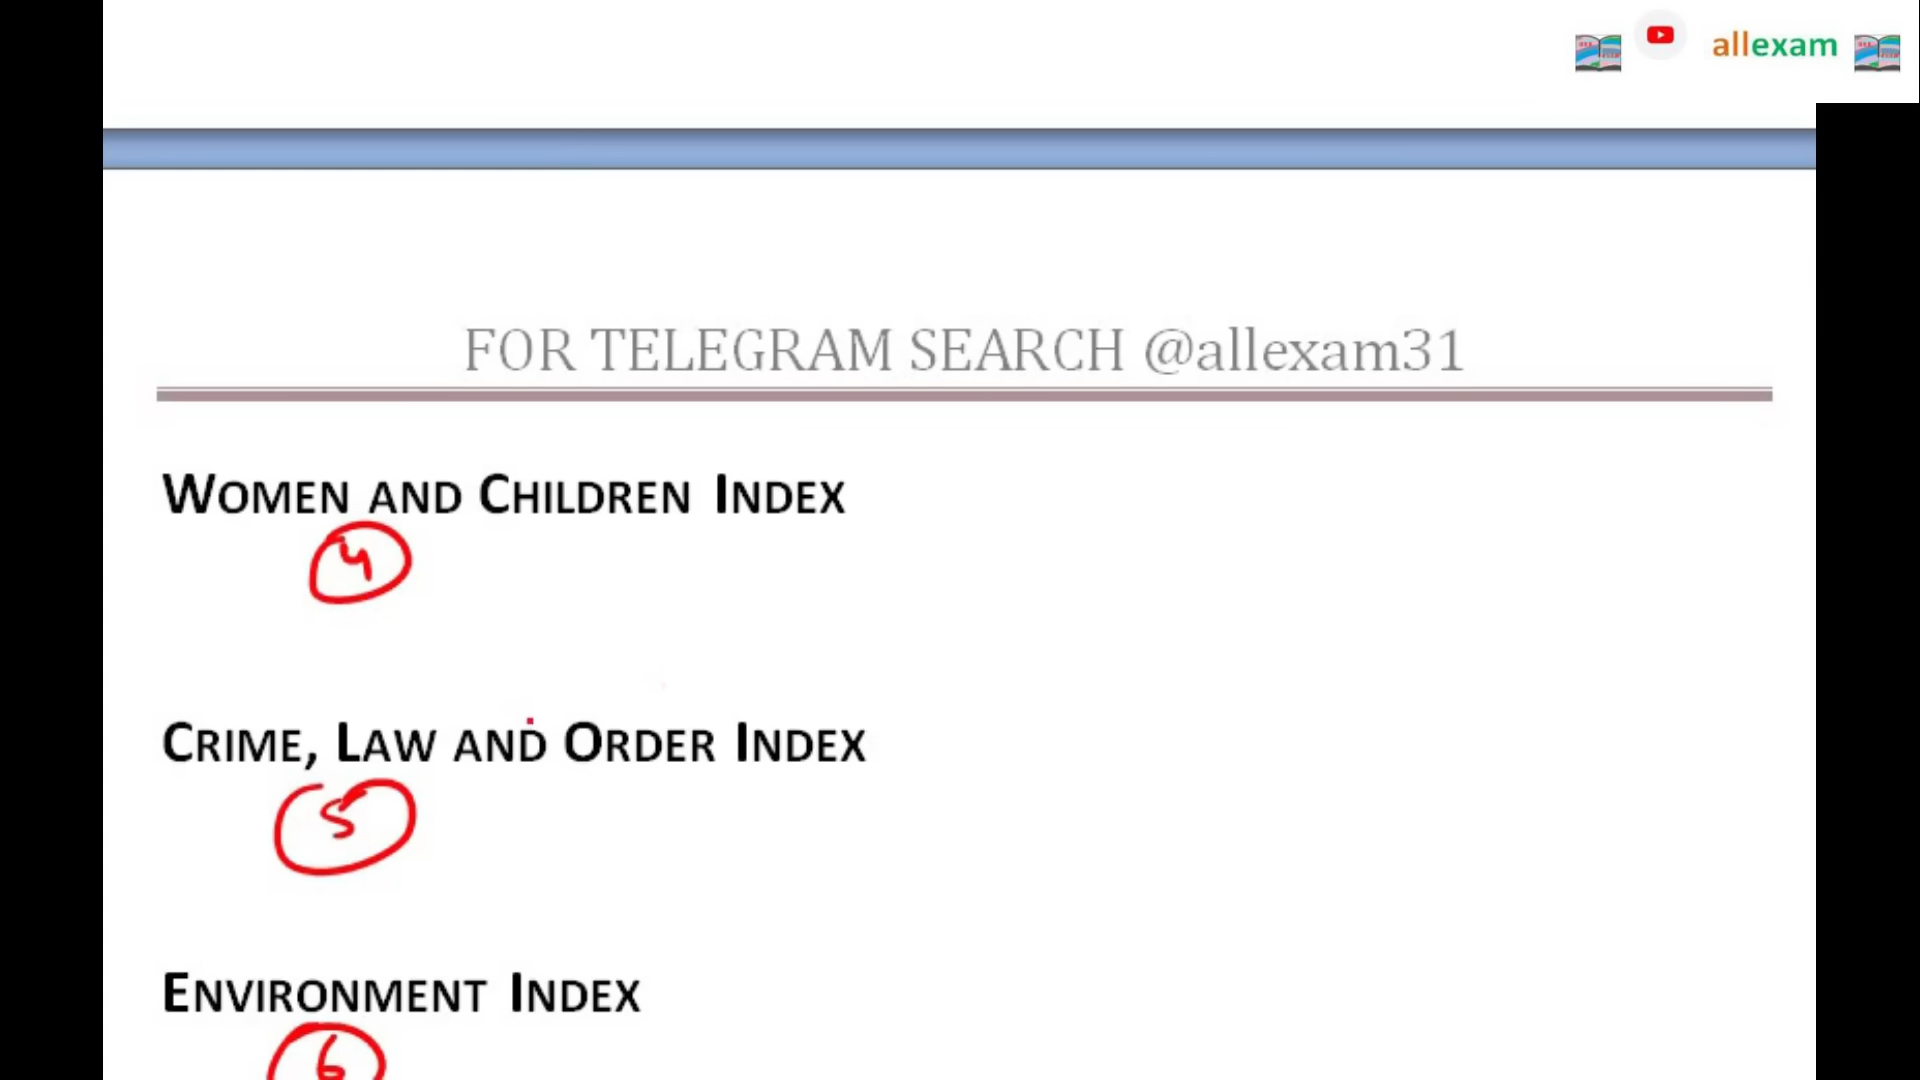 allexam
FOR TELEGRAM SEARCH @allexam31
WOMEN AND CHILDREN INDEX
4
CRIME, LAW AND ORDER INDEX
5
ENVIRONMENT INDEX
6